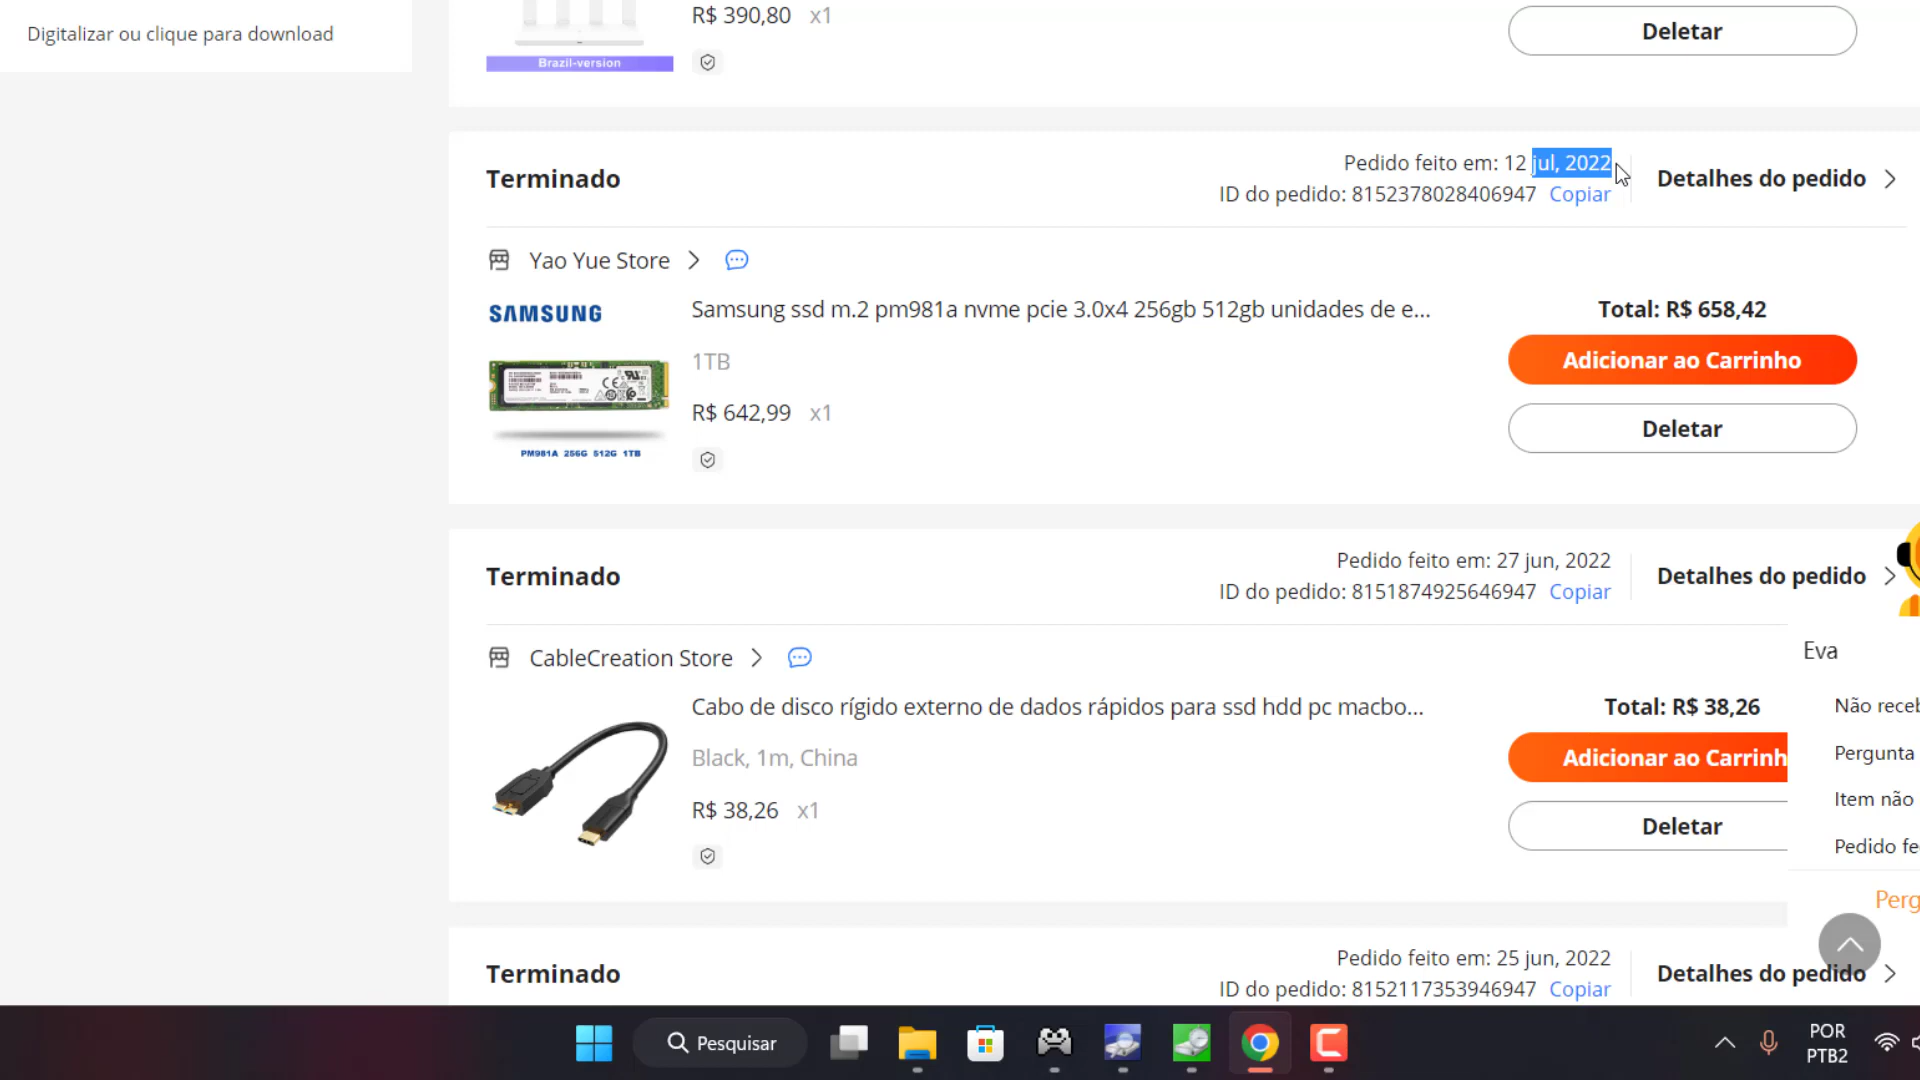 Digitalizar ou clique para download
R$ 390,80 x1
Brazil-version
Deletar
Terminado
Pedido feito em: 12 jul, 2022
ID do pedido: 8152378028406947 Copiar
Detalhes do pedido
Yao Yue Store
SAMSUNG
PM981A 256G 512G 1TB
Samsung ssd m.2 pm981a nvme pcie 3.0x4 256gb 512gb unidades de e...
1TB
R$ 642,99 x1
Total: R$ 658,42
Adicionar ao Carrinho
Deletar
Terminado
Pedido feito em: 27 jun, 2022
ID do pedido: 8151874925646947 Copiar
Detalhes do pedido
CableCreation Store
Cabo de disco rígido externo de dados rápidos para ssd hdd pc macbo...
Black, 1m, China
R$ 38,26 x1
Total: R$ 38,26
Adicionar ao Carrinh
Deletar
Eva
Não receb
Pergunta
Item não
Pedido fe
Perg
Terminado
Pedido feito em: 25 jun, 2022
ID do pedido: 8152117353946947 Copiar
Detalhes do pedido
Pesquisar
POR
PTB2